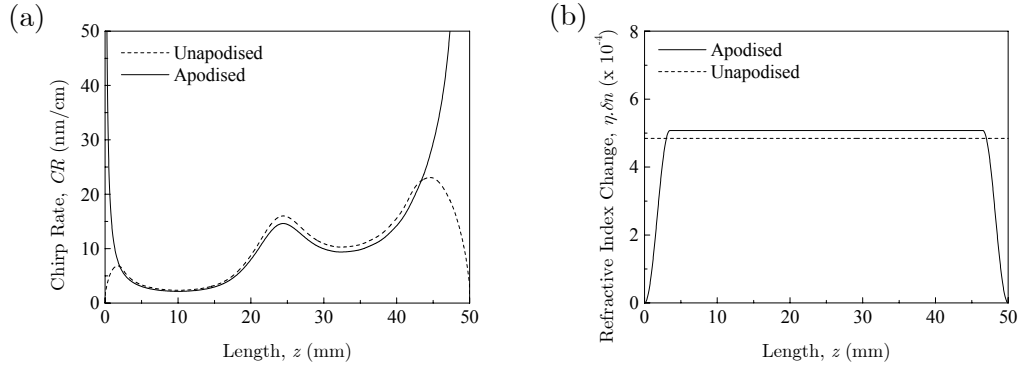 (a)
50
40
30
20
10
0
Chirp Rate, CR (nm/cm)
Unapodised
Apodised
0 10 20 30 40 50
Length, z (mm)
(b)
8
6
4
2
0
Refractive Index Change, η.δn (x 10⁻⁴)
Apodised
Unapodised
0 10 20 30 40 50
Length, z (mm)